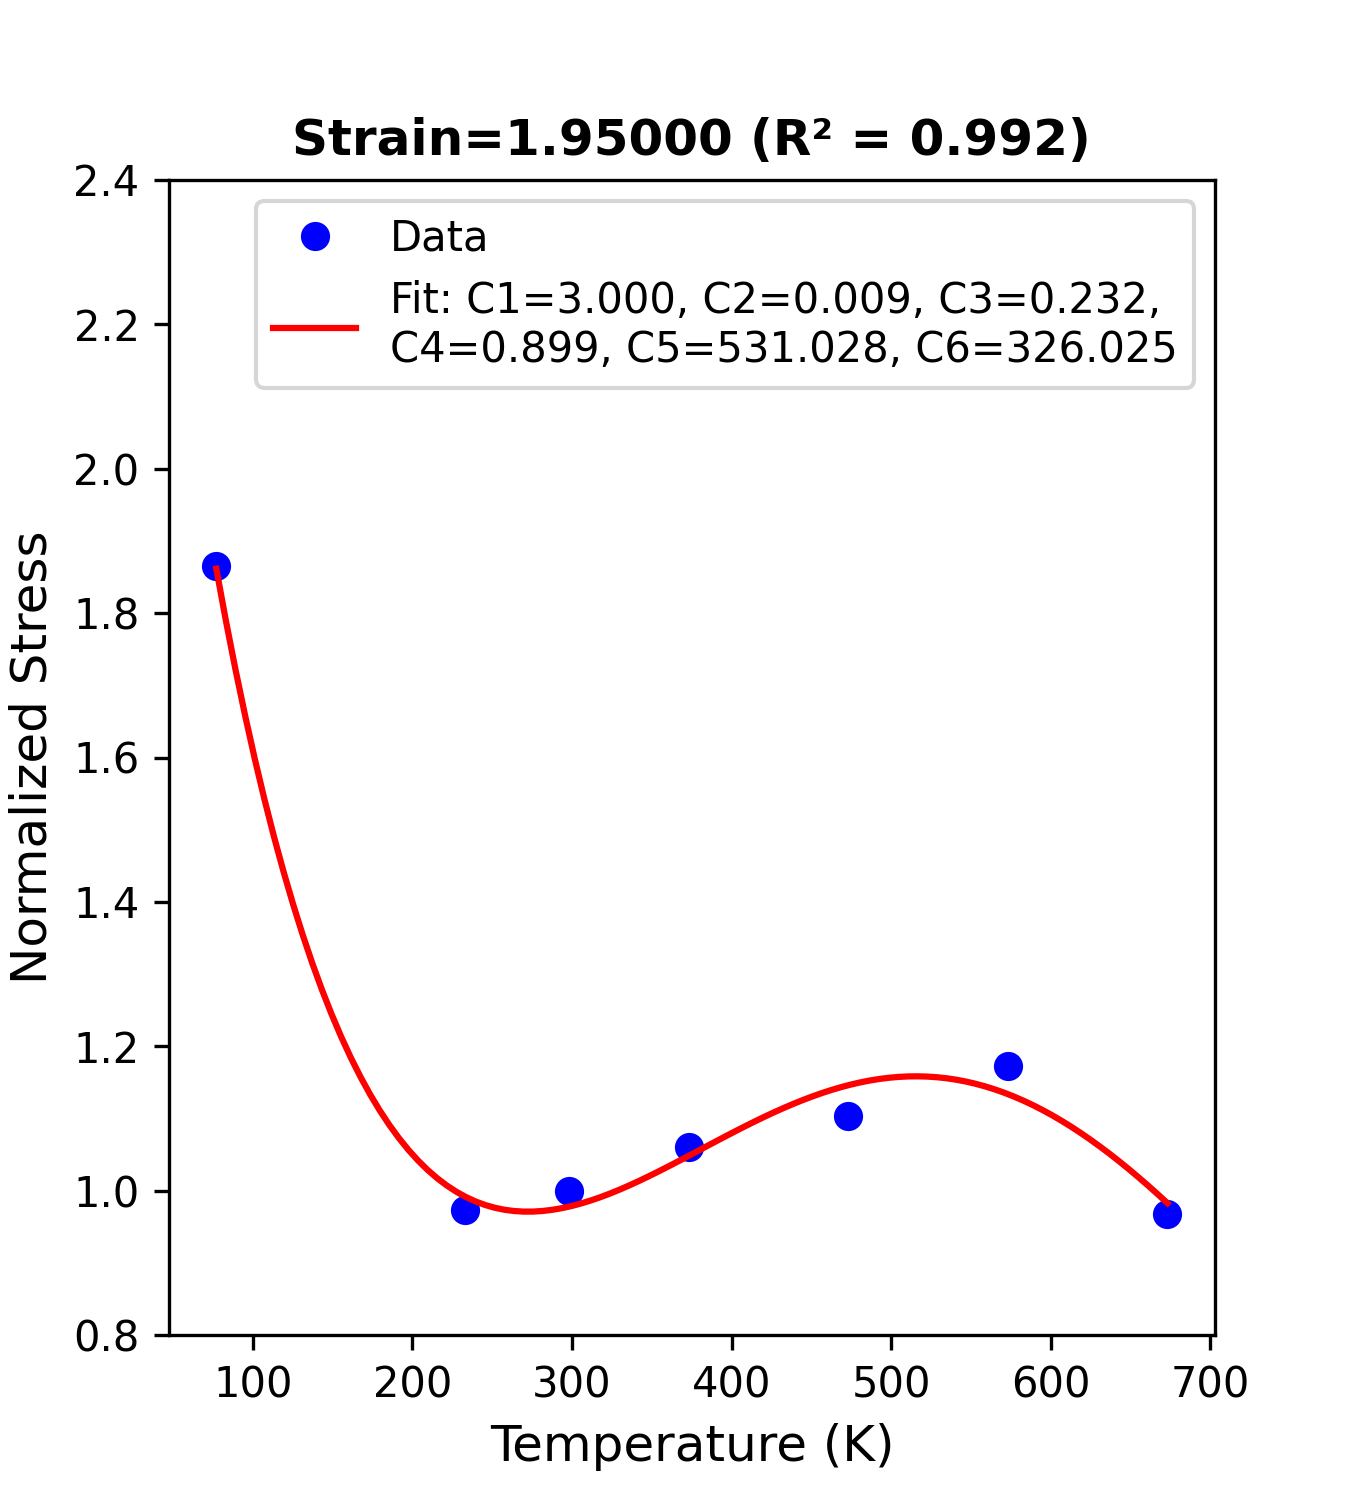 Strain=1.95000 (R² = 0.992)
2.4
2.2
2.0
1.8
1.6
1.4
1.2
1.0
0.8
Normalized Stress
Data
Fit: C1=3.000, C2=0.009, C3=0.232,
C4=0.899, C5=531.028, C6=326.025
100 200 300 400 500 600 700
Temperature (K)